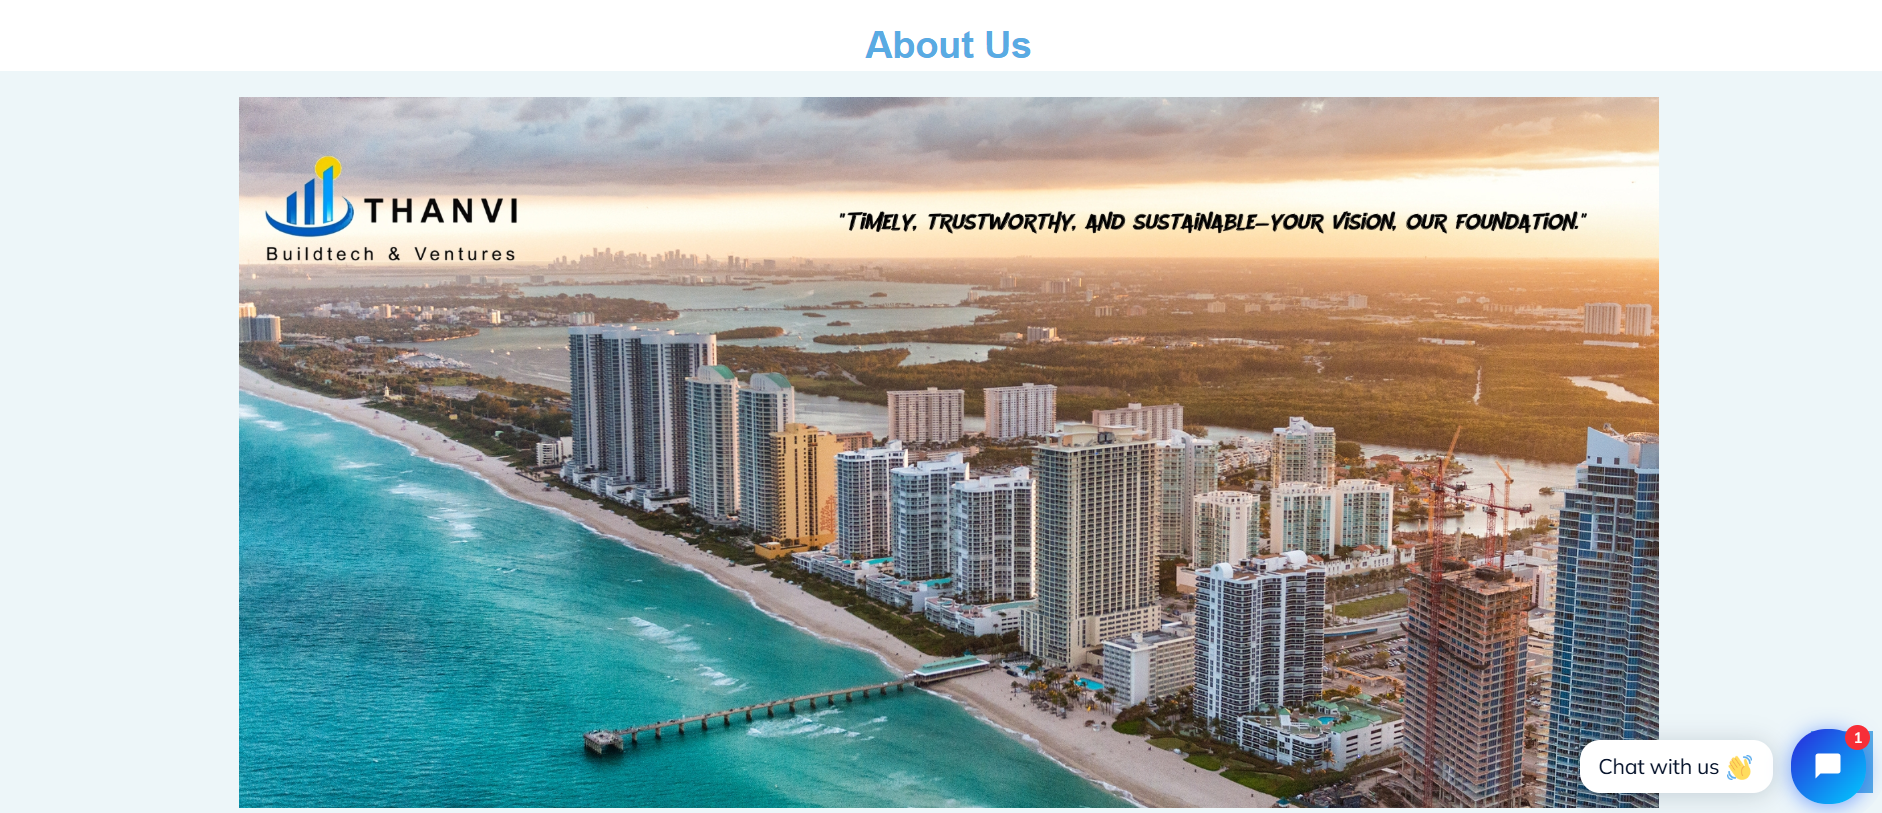 About Us
THANVI
Buildtech & Ventures
"TIMELY, TRUSTWORTHY, AND SUSTAINABLE—YOUR VISION, OUR FOUNDATION."
Chat with us 👋
1